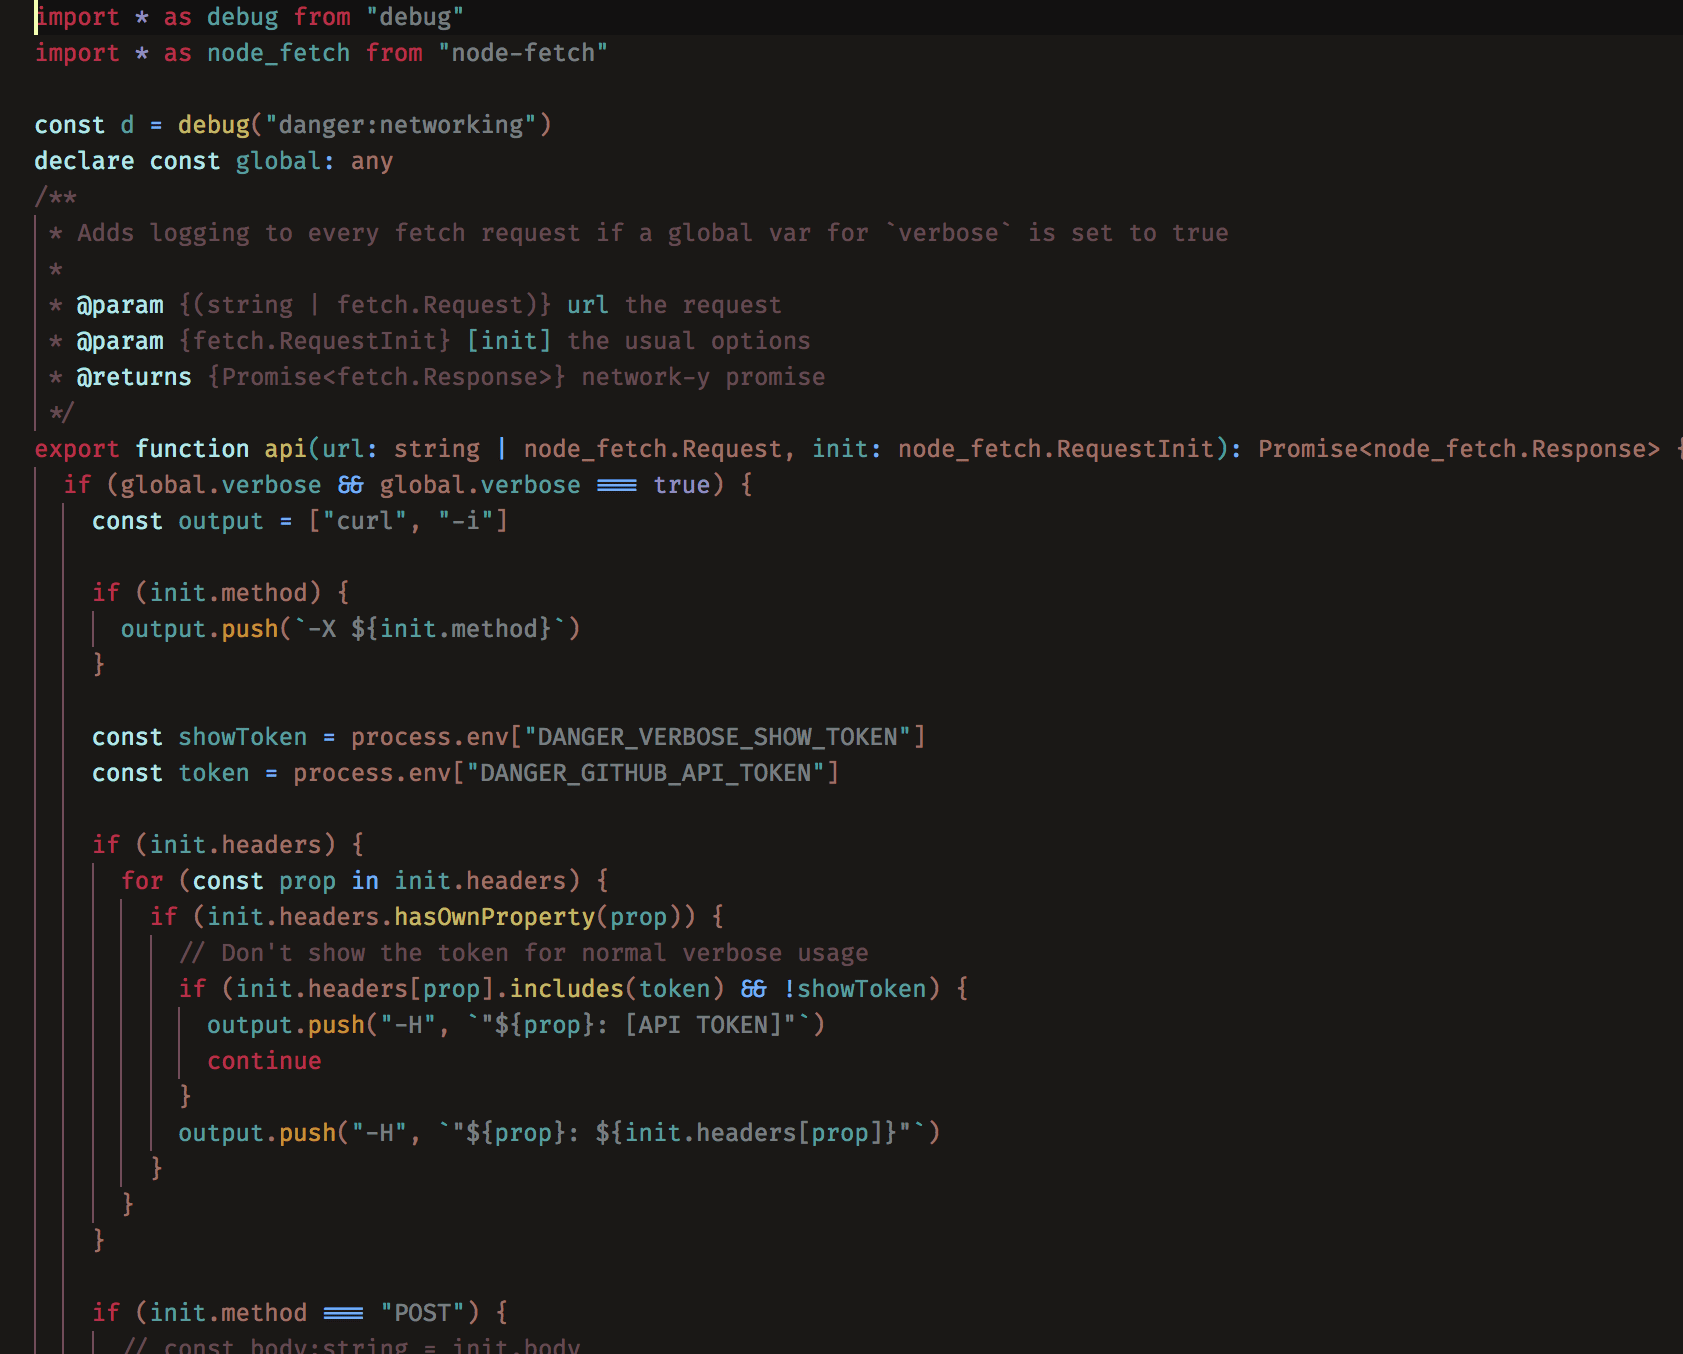 import * as debug from "debug"
import * as node_fetch from "node-fetch"

const d = debug("danger:networking")
declare const global: any
/**
 * Adds logging to every fetch request if a global var for `verbose` is set to true
 *
 * @param {(string | fetch.Request)} url the request
 * @param {fetch.RequestInit} [init] the usual options
 * @returns {Promise<fetch.Response>} network-y promise
 */
export function api(url: string | node_fetch.Request, init: node_fetch.RequestInit): Promise<node_fetch.Response> {
  if (global.verbose && global.verbose === true) {
    const output = ["curl", "-i"]

    if (init.method) {
      output.push(`-X ${init.method}`)
    }

    const showToken = process.env["DANGER_VERBOSE_SHOW_TOKEN"]
    const token = process.env["DANGER_GITHUB_API_TOKEN"]

    if (init.headers) {
      for (const prop in init.headers) {
        if (init.headers.hasOwnProperty(prop)) {
          // Don't show the token for normal verbose usage
          if (init.headers[prop].includes(token) && !showToken) {
            output.push("-H", `"${prop}: [API TOKEN]"`)
            continue
          }
          output.push("-H", `"${prop}: ${init.headers[prop]}"`)
        }
      }
    }

    if (init.method === "POST") {
      // const body:string = init.body